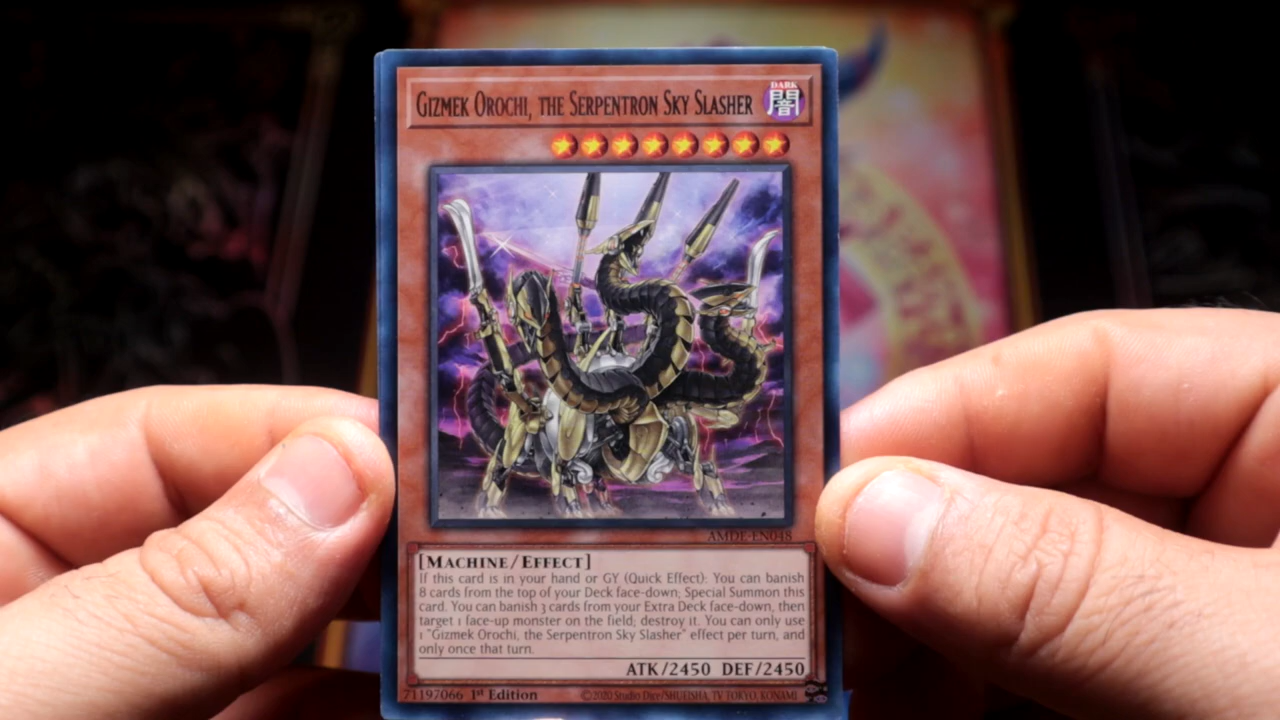 GIZMEK OROCHI, THE SERPENTRON SKY SLASHER
DARK
闇
AMDE-EN048
[MACHINE/EFFECT]
If this card is in your hand or GY (Quick Effect): You can banish
8 cards from the top of your Deck face-down; Special Summon this
card. You can banish 3 cards from your Extra Deck face-down, then
target 1 face-up monster on the field; destroy it. You can only use
1 "Gizmek Orochi, the Serpentron Sky Slasher" effect per turn, and
only once that turn.
ATK/2450 DEF/2450
71197066 1st Edition ©2020 Studio Dice/SHUEISHA, TV TOKYO, KONAMI